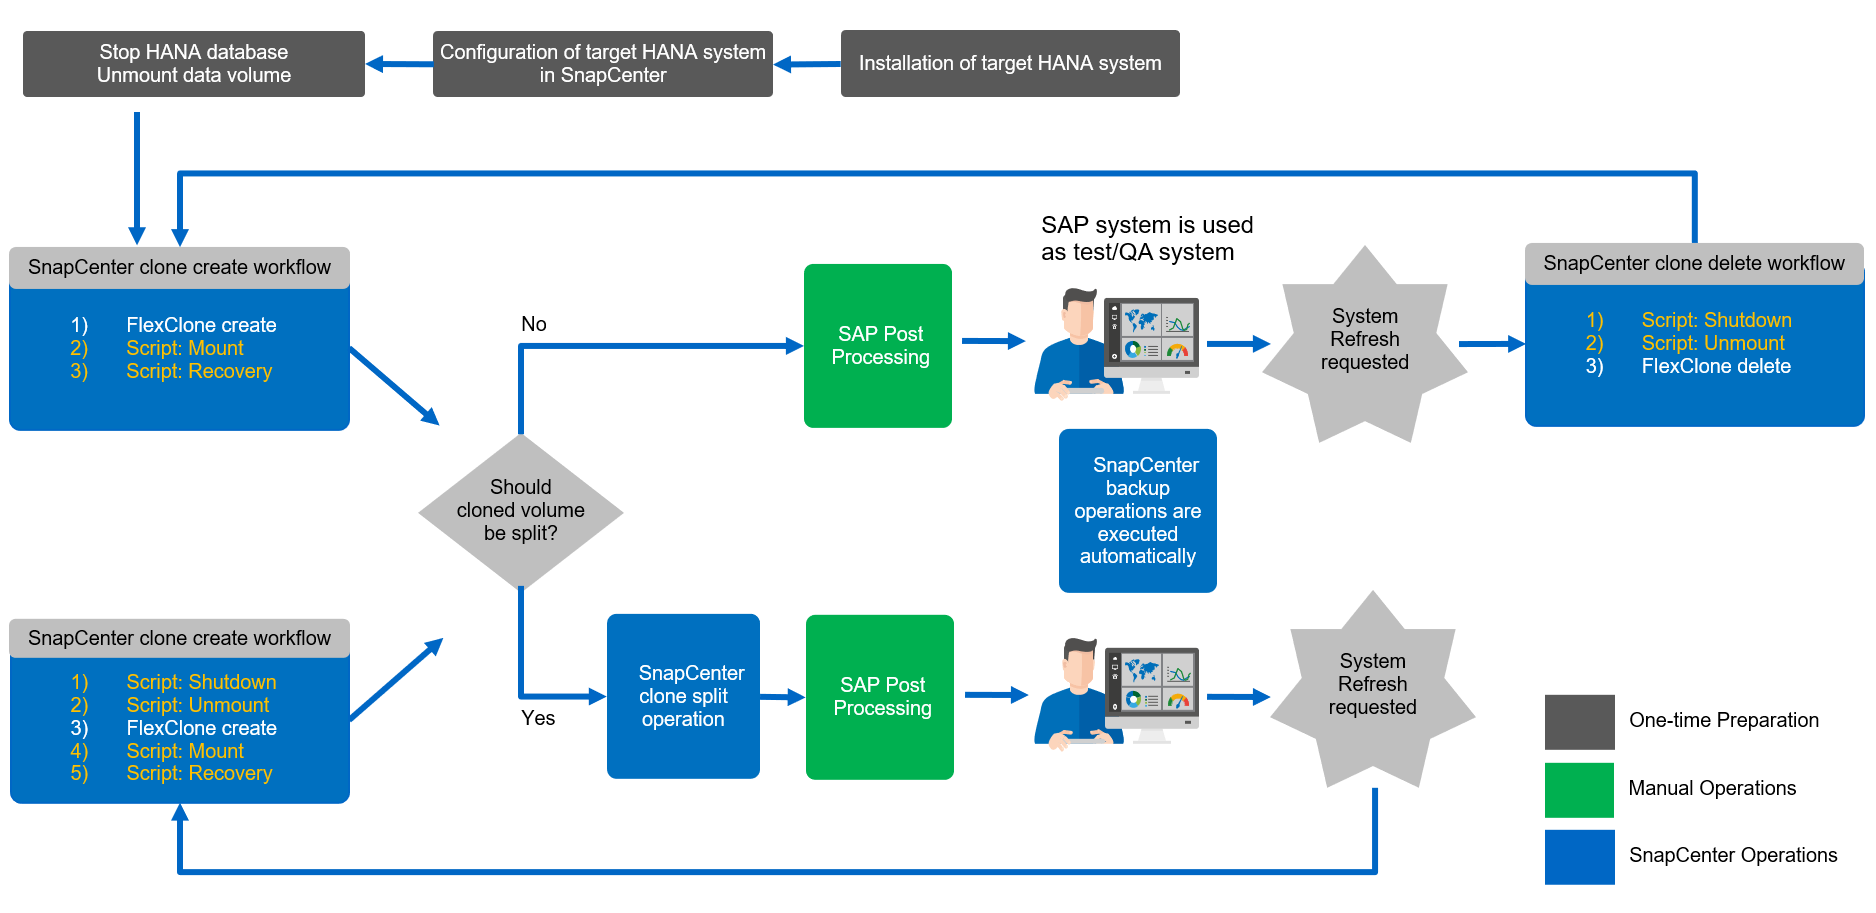 Stop HANA database
Unmount data volume
Configuration of target HANA system
in SnapCenter
Installation of target HANA system
SnapCenter clone create workflow
1) FlexClone create
2) Script: Mount
3) Script: Recovery
No
Should
cloned volume
be split?
Yes
SAP Post
Processing
SAP system is used
as test/QA system
System
Refresh
requested
SnapCenter clone delete workflow
1) Script: Shutdown
2) Script: Unmount
3) FlexClone delete
SnapCenter
backup
operations are
executed
automatically
SnapCenter clone create workflow
1) Script: Shutdown
2) Script: Unmount
3) FlexClone create
4) Script: Mount
5) Script: Recovery
SnapCenter
clone split
operation
SAP Post
Processing
System
Refresh
requested
One-time Preparation
Manual Operations
SnapCenter Operations